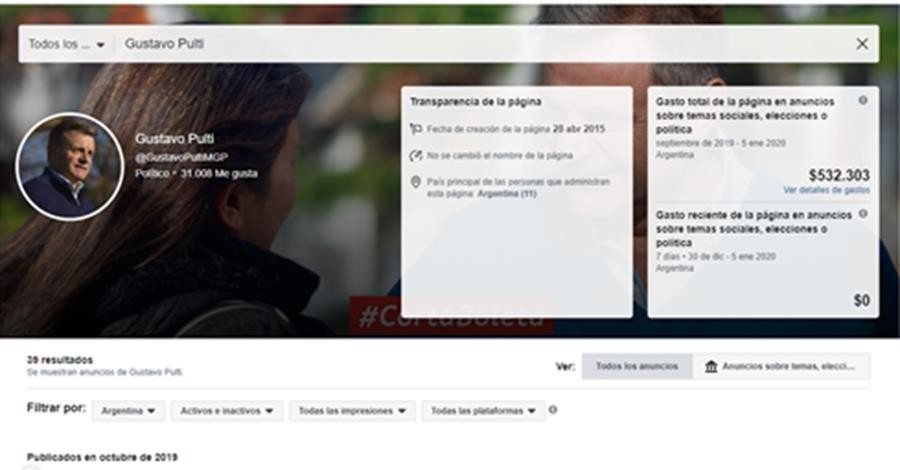 Todos los ...
Gustavo Pulti
Gustavo Pulti
@GustavoPultiMGP
Político • 31.008 Me gusta
Transparencia de la página
Fecha de creación de la página 28 abr 2015
No se cambió el nombre de la página
País principal de las personas que administran
esta página: Argentina (11)
Gasto total de la página en anuncios
sobre temas sociales, elecciones o
política
septiembre de 2019 - 5 ene 2020
Argentina
$532.303
Ver detalles de gastos
Gasto reciente de la página en anuncios
sobre temas sociales, elecciones o
política
7 días • 30 de dic - 5 ene 2020
Argentina
$0
#CortáBoleta
39 resultados
Se muestran anuncios de Gustavo Pulti.
Ver:
Todos los anuncios
Anuncios sobre temas, elecci...
Filtrar por:
Argentina
Activos e inactivos
Todas las impresiones
Todas las plataformas
Publicados en octubre de 2019